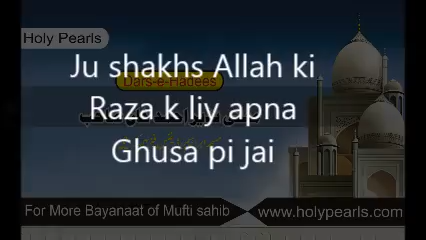 Holy Pearls
Ju shakhs Allah ki
Dars-e-Hadees
Raza k liy apna
Ghusa pi jai
For More Bayanaat of Mufti sahib
www.holypearls.com